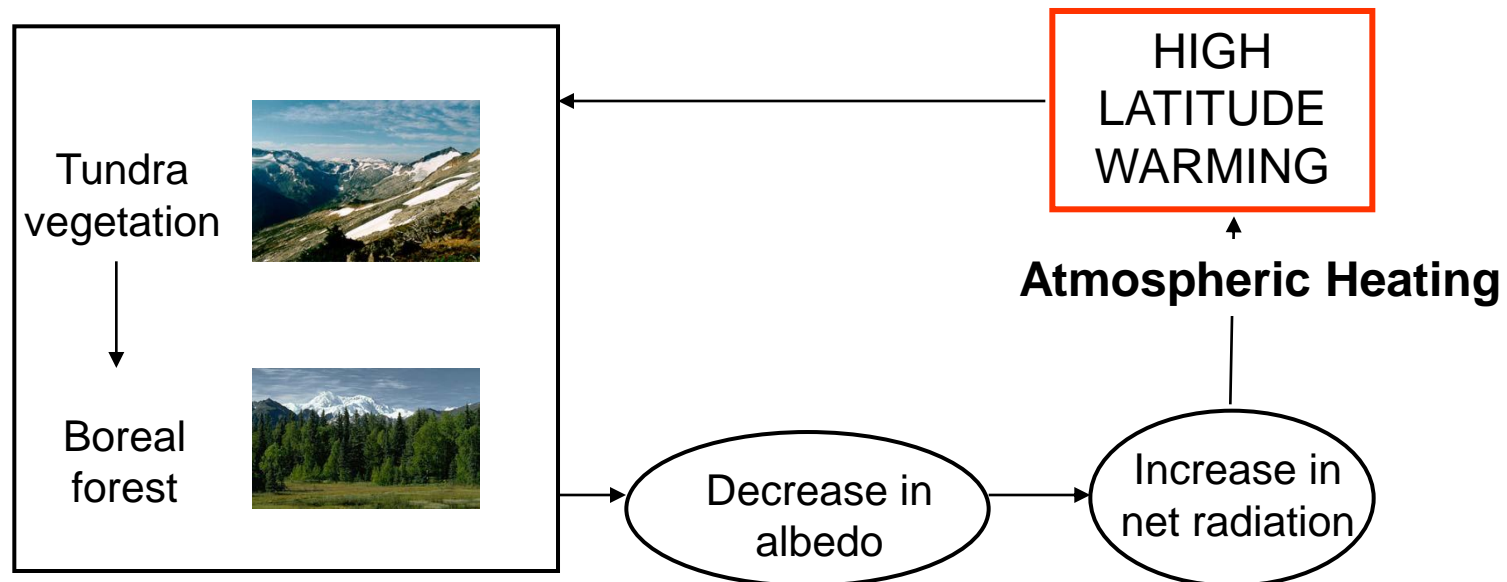 Tundra
vegetation
Boreal
forest
Decrease in
albedo
Increase in
net radiation
Atmospheric Heating
HIGH
LATITUDE
WARMING